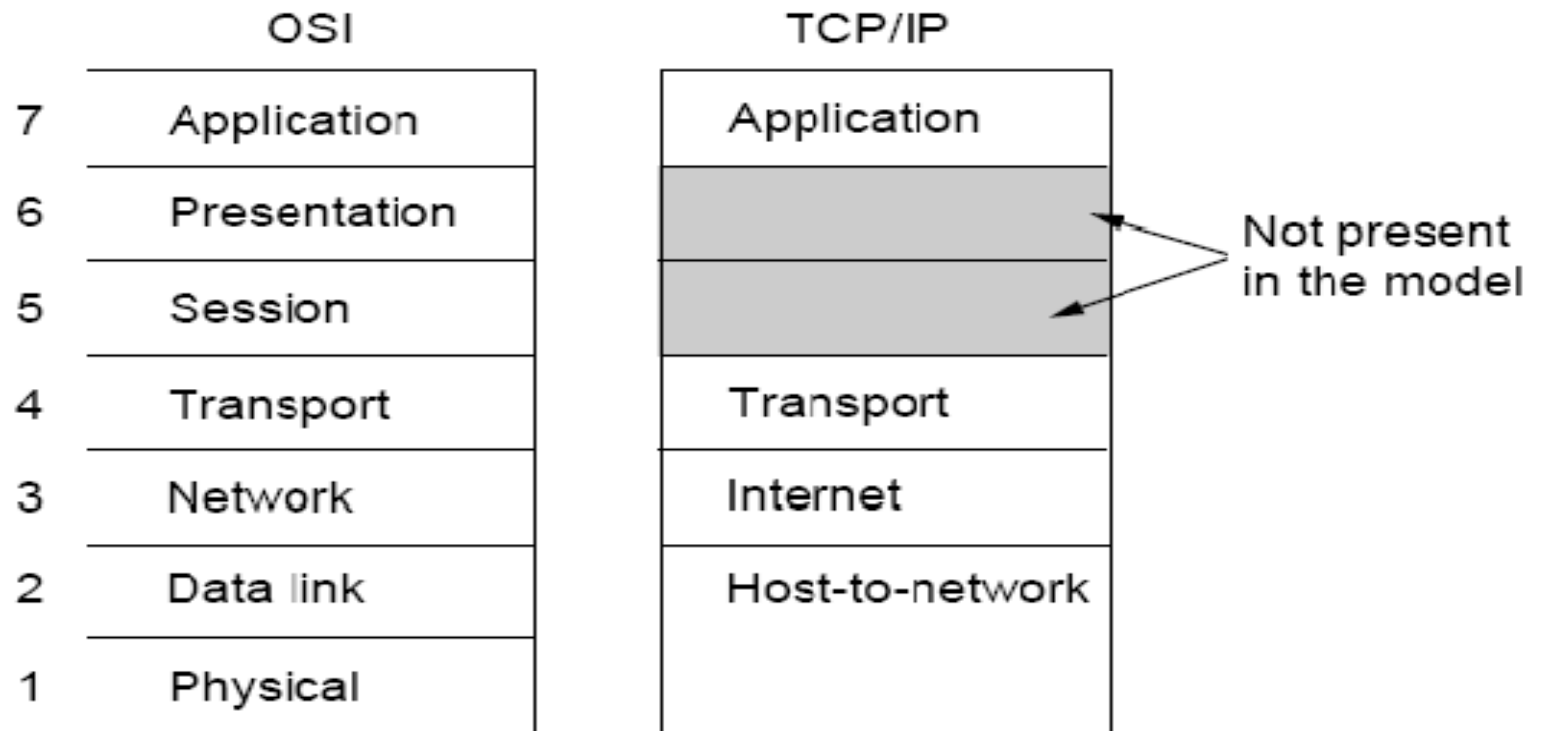 OSI TCP/IP
7 Application Application
6 Presentation
5 Session
Not present
in the model
4 Transport Transport
3 Network Internet
2 Data link Host-to-network
1 Physical